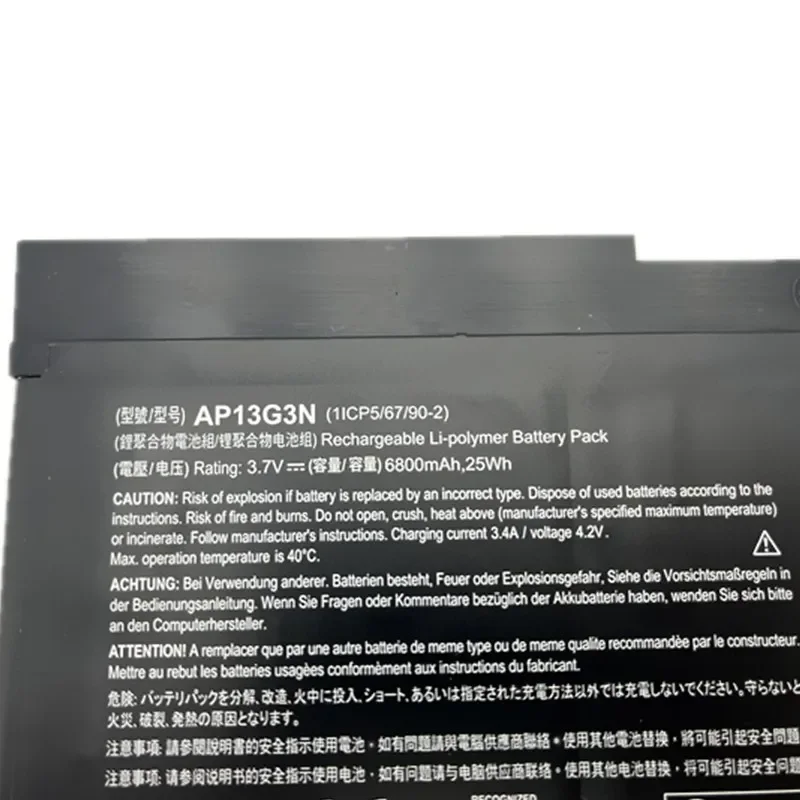 (型號/型号) AP13G3N (1ICP5/67/90-2)
(鋰聚合物電池組/锂聚合物电池组) Rechargeable Li-polymer Battery Pack
(電壓/电压) Rating: 3.7V⎓(容量/容量) 6800mAh,25Wh
CAUTION: Risk of explosion if battery is replaced by an incorrect type. Dispose of used batteries according to the
instructions. Risk of fire and burns. Do not open, crush, heat above (manufacturer's specified maximum temperature)
or incinerate. Follow manufacturer's instructions. Charging current 3.4A / voltage 4.2V.
Max. operation temperature is 40°C.
ACHTUNG: Bei Verwendung anderer. Batterien besteht, Feuer oder Explosionsgefahr, Siehe die Vorsichtsmaßregeln in
der Bedienungsanleitung. Wenn Sie Fragen oder Kommentare bezüglich der Akkubatterie haben, wenden Sie sich bitte
an den Computerhersteller.
ATTENTION! A remplacer que par une autre batterie de meme type ou de meme qualite recommandée par le constructeur.
Mettre au rebut les batteries usagées conformément aux instructions du fabricant.
危険: バッテリパックを分解、改造、火中に投入、ショート、あるいは指定された充電方法以外では充電しないでください。守らないと
火災、破裂、発熱の原因となります。
注意事項: 請參閱說明書的安全指示使用電池。如有問題請與電腦供應商聯絡。使用其他電池替換，將可能引起安全問題
注意事项: 请参阅说明书的安全指示使用电池。如有问题请与电脑供应商联系。使用其他电池替换，将可能引起安全问题
RECOGNIZED